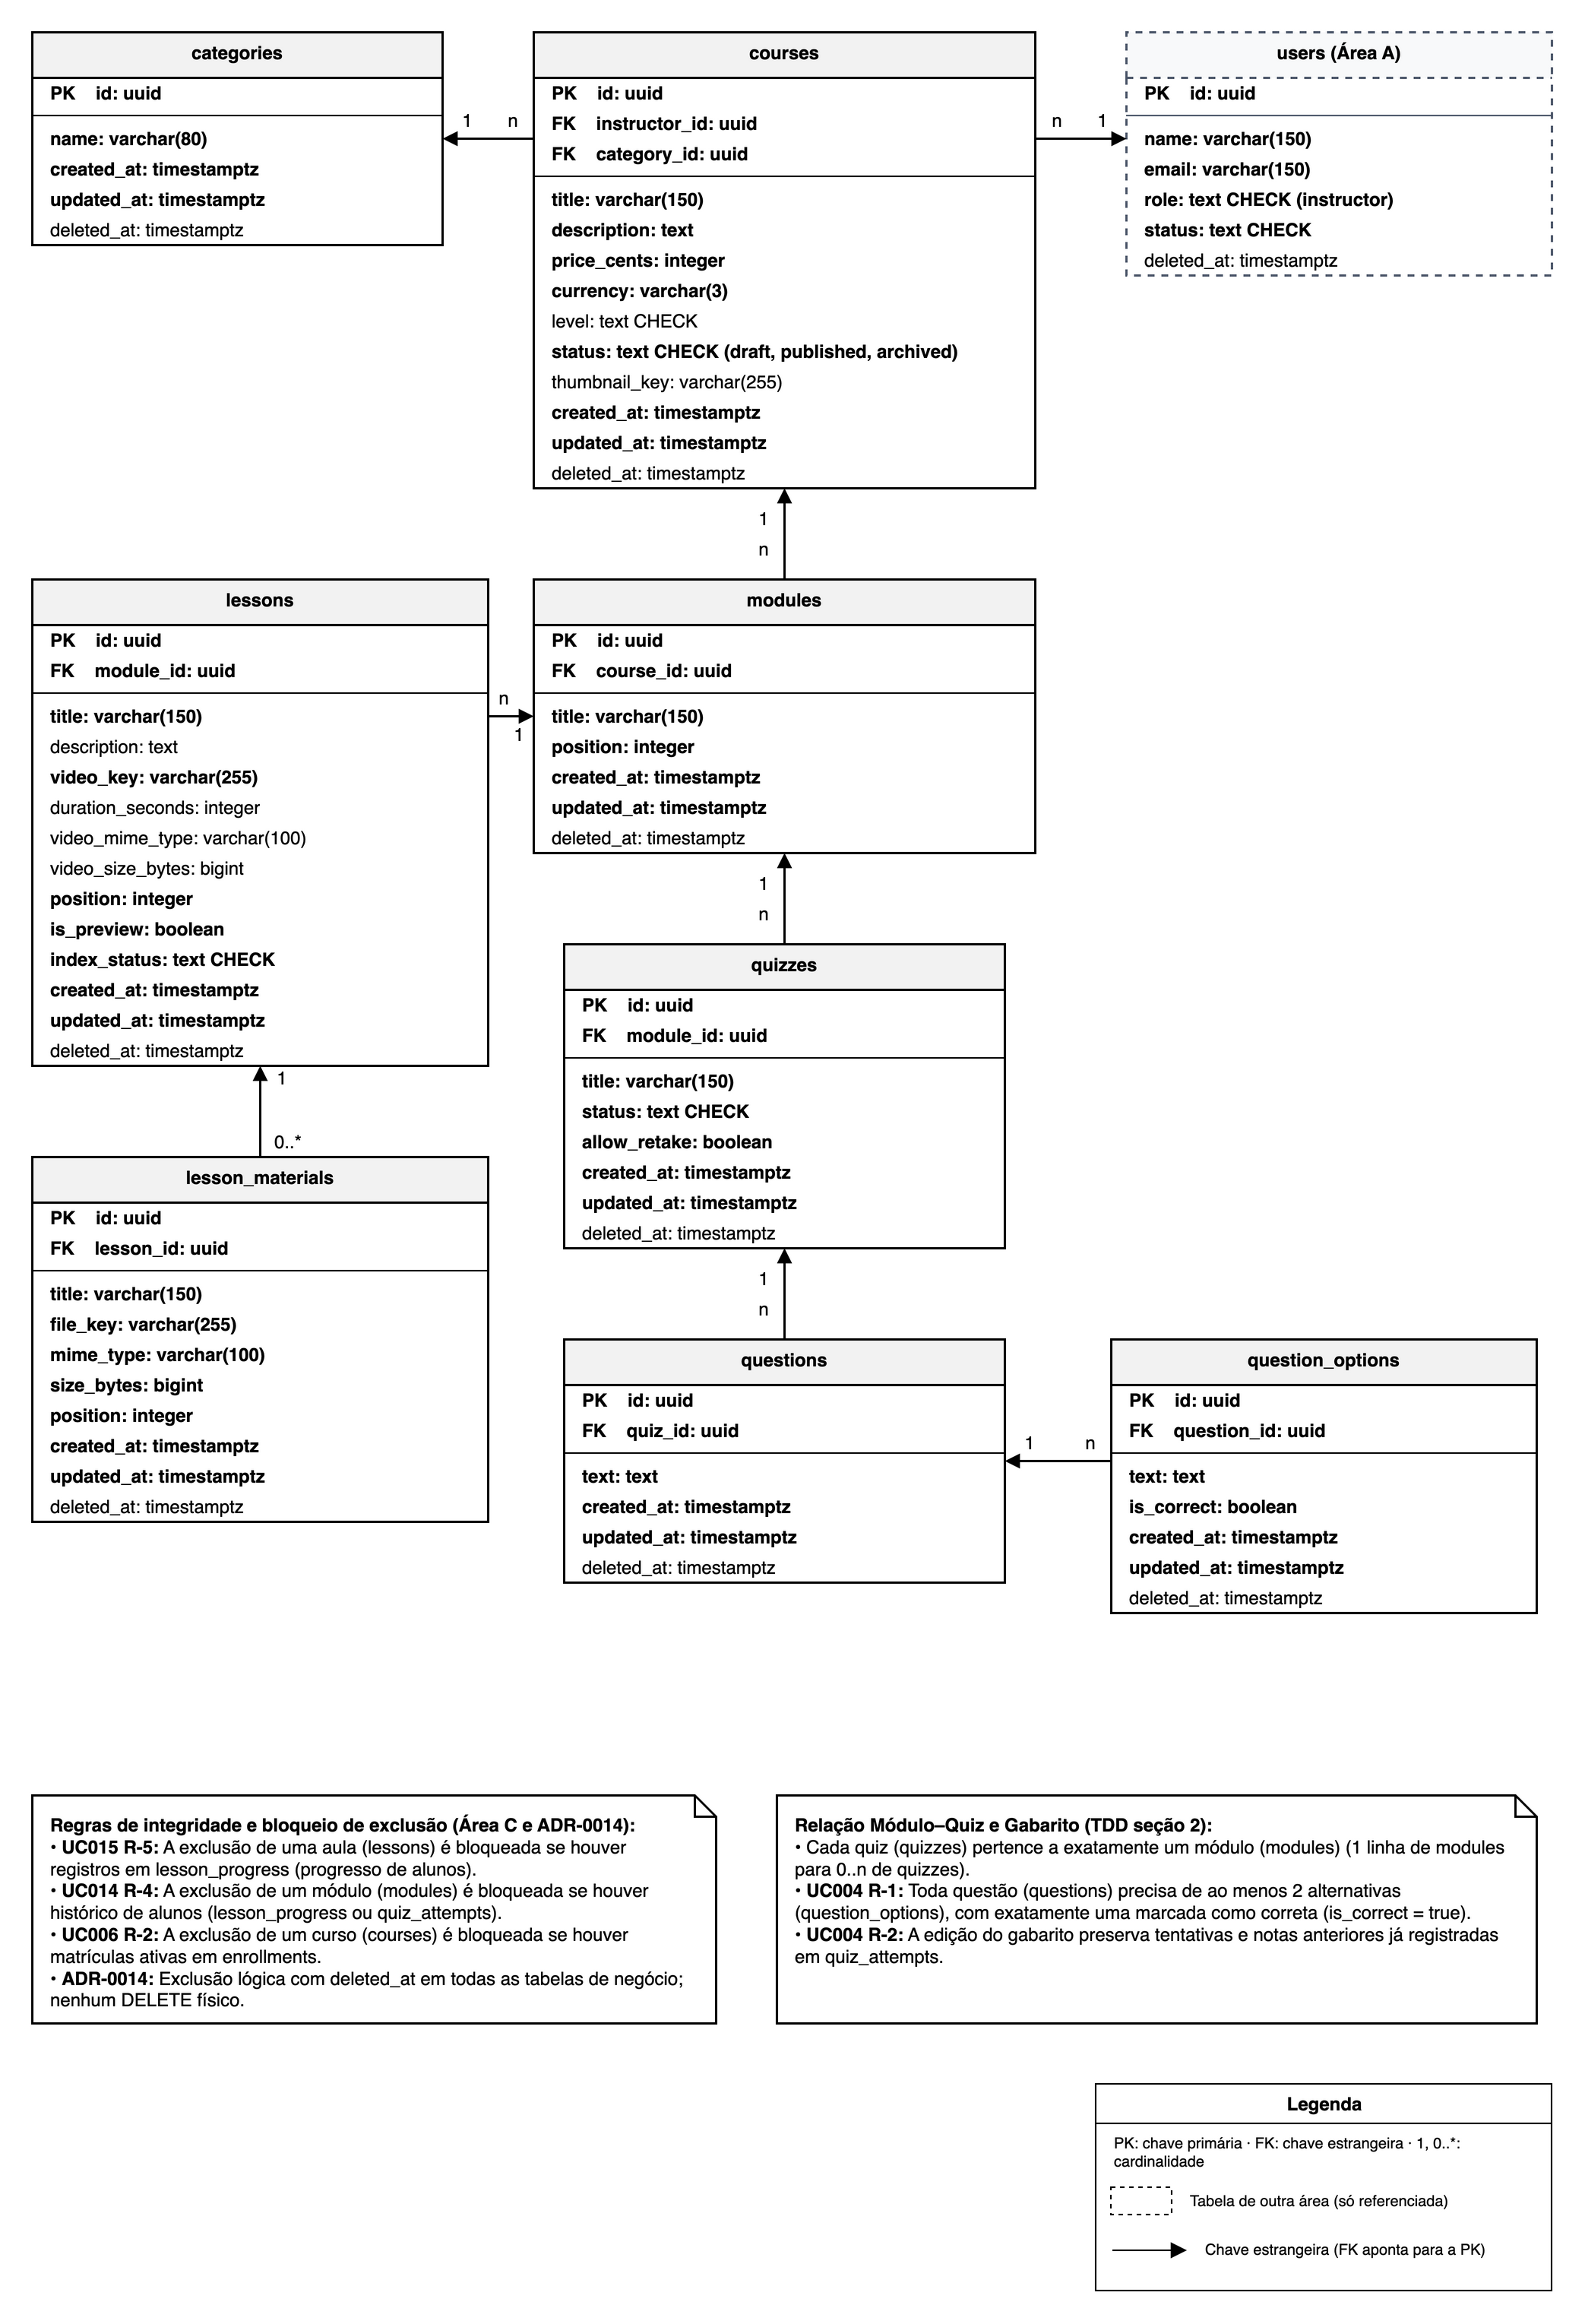 categories
PK id: uuid
name: varchar(80)
created_at: timestamptz
updated_at: timestamptz
deleted_at: timestamptz
1 n
courses
PK id: uuid
FK instructor_id: uuid
FK category_id: uuid
title: varchar(150)
description: text
price_cents: integer
currency: varchar(3)
level: text CHECK
status: text CHECK (draft, published, archived)
thumbnail_key: varchar(255)
created_at: timestamptz
updated_at: timestamptz
deleted_at: timestamptz
n 1
users (Área A)
PK id: uuid
name: varchar(150)
email: varchar(150)
role: text CHECK (instructor)
status: text CHECK
deleted_at: timestamptz
1
n
lessons
PK id: uuid
FK module_id: uuid
title: varchar(150)
description: text
video_key: varchar(255)
duration_seconds: integer
video_mime_type: varchar(100)
video_size_bytes: bigint
position: integer
is_preview: boolean
index_status: text CHECK
created_at: timestamptz
updated_at: timestamptz
deleted_at: timestamptz
n
1
modules
PK id: uuid
FK course_id: uuid
title: varchar(150)
position: integer
created_at: timestamptz
updated_at: timestamptz
deleted_at: timestamptz
1
n
quizzes
PK id: uuid
FK module_id: uuid
title: varchar(150)
status: text CHECK
allow_retake: boolean
created_at: timestamptz
updated_at: timestamptz
deleted_at: timestamptz
1
0..*
lesson_materials
PK id: uuid
FK lesson_id: uuid
title: varchar(150)
file_key: varchar(255)
mime_type: varchar(100)
size_bytes: bigint
position: integer
created_at: timestamptz
updated_at: timestamptz
deleted_at: timestamptz
1
n
questions
PK id: uuid
FK quiz_id: uuid
text: text
created_at: timestamptz
updated_at: timestamptz
deleted_at: timestamptz
1 n
question_options
PK id: uuid
FK question_id: uuid
text: text
is_correct: boolean
created_at: timestamptz
updated_at: timestamptz
deleted_at: timestamptz
Regras de integridade e bloqueio de exclusão (Área C e ADR-0014):
• UC015 R-5: A exclusão de uma aula (lessons) é bloqueada se houver
registros em lesson_progress (progresso de alunos).
• UC014 R-4: A exclusão de um módulo (modules) é bloqueada se houver
histórico de alunos (lesson_progress ou quiz_attempts).
• UC006 R-2: A exclusão de um curso (courses) é bloqueada se houver
matrículas ativas em enrollments.
• ADR-0014: Exclusão lógica com deleted_at em todas as tabelas de negócio;
nenhum DELETE físico.
Relação Módulo–Quiz e Gabarito (TDD seção 2):
• Cada quiz (quizzes) pertence a exatamente um módulo (modules) (1 linha de modules
para 0..n de quizzes).
• UC004 R-1: Toda questão (questions) precisa de ao menos 2 alternativas
(question_options), com exatamente uma marcada como correta (is_correct = true).
• UC004 R-2: A edição do gabarito preserva tentativas e notas anteriores já registradas
em quiz_attempts.
Legenda
PK: chave primária · FK: chave estrangeira · 1, 0..*:
cardinalidade
Tabela de outra área (só referenciada)
Chave estrangeira (FK aponta para a PK)